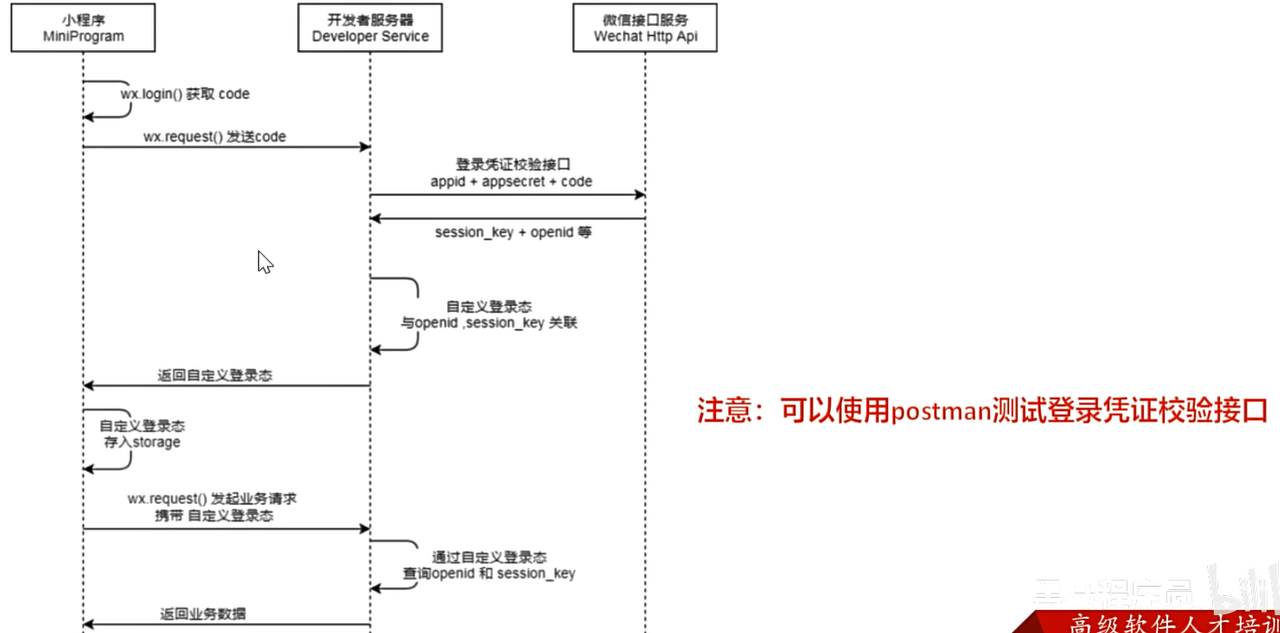 小程序
MiniProgram
开发者服务器
Developer Service
微信接口服务
Wechat Http Api
wx.login() 获取 code
wx.request() 发送code
登录凭证校验接口
appid + appsecret + code
session_key + openid 等
自定义登录态
与openid ,session_key 关联
返回自定义登录态
自定义登录态
存入storage
注意：可以使用postman测试登录凭证校验接口
wx.request() 发起业务请求
携带 自定义登录态
通过自定义登录态
查询openid 和 session_key
返回业务数据
高级软件人才培训